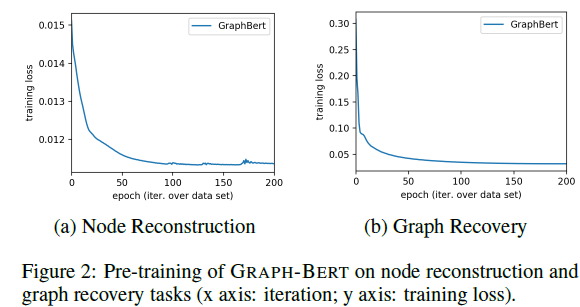 0.015
0.014
0.013
0.012
training loss
GraphBert
0 50 100 150 200
epoch (iter. over data set)
(a) Node Reconstruction
0.30
0.25
0.20
0.15
0.10
0.05
training loss
GraphBert
0 50 100 150 200
epoch (iter. over data set)
(b) Graph Recovery
Figure 2: Pre-training of GRAPH-BERT on node reconstruction and
graph recovery tasks (x axis: iteration; y axis: training loss).